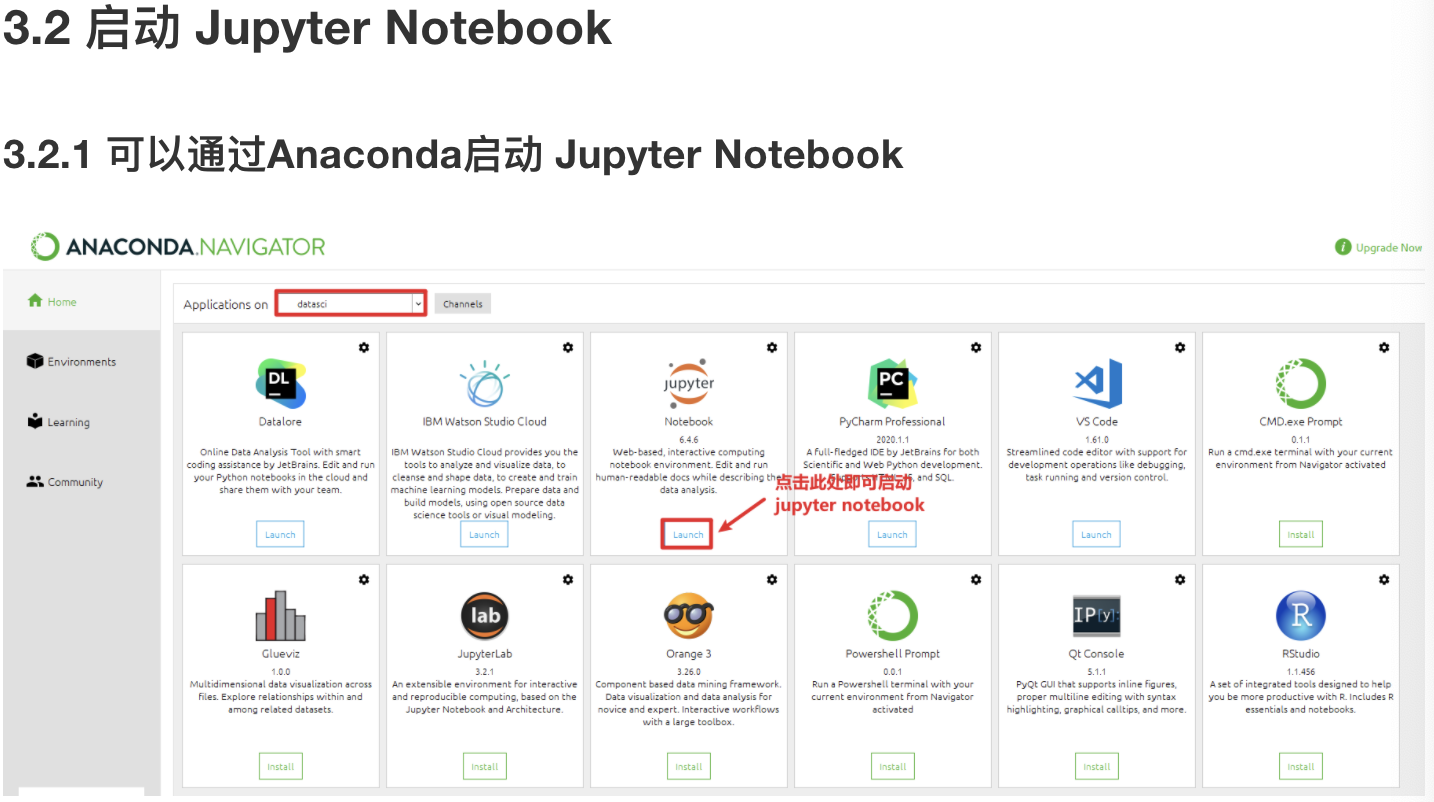 3.2 启动 Jupyter Notebook
3.2.1 可以通过Anaconda启动 Jupyter Notebook
ANACONDA.NAVIGATOR
Upgrade Now
Home
Environments
Learning
Community
Applications on
datasci
Channels
DL
Datalore
Online Data Analysis Tool with smart
coding assistance by JetBrains. Edit and run
your Python notebooks in the cloud and
share them with your team.
Launch
IBM Watson Studio Cloud
IBM Watson Studio Cloud provides you the
tools to analyze and visualize data, to
cleanse and shape data, to create and train
machine learning models. Prepare data and
build models, using open source data
science tools or visual modeling.
Launch
jupyter
Notebook
6.4.6
Web-based, interactive computing
notebook environment. Edit and run
human-readable docs while describing the
data analysis.
Launch
点击此处即可启动
jupyter notebook
PC
PyCharm Professional
2020.1.1
A full-fledged IDE by JetBrains for both
Scientific and Web Python development.
and SQL.
Launch
VS Code
1.61.0
Streamlined code editor with support for
development operations like debugging,
task running and version control.
Launch
CMD.exe Prompt
0.1.1
Run a cmd.exe terminal with your current
environment from Navigator activated
Install
Glueviz
1.0.0
Multidimensional data visualization across
files. Explore relationships within and
among related datasets.
Install
lab
JupyterLab
3.2.1
An extensible environment for interactive
and reproducible computing, based on the
Jupyter Notebook and Architecture.
Install
Orange 3
3.26.0
Component based data mining framework.
Data visualization and data analysis for
novice and expert. Interactive workflows
with a large toolbox.
Install
Powershell Prompt
0.0.1
Run a Powershell terminal with your
current environment from Navigator
activated
Install
IP[y]:
Qt Console
5.1.1
PyQt GUI that supports inline figures,
proper multiline editing with syntax
highlighting, graphical calltips, and more.
Install
R
RStudio
1.1.456
A set of integrated tools designed to help
you be more productive with R. Includes R
essentials and notebooks.
Install